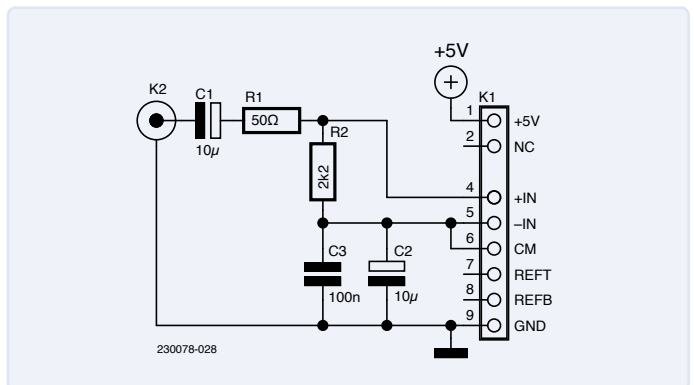 +5V
K2
C1
R1
K1
50Ω
10µ
R2
2k2
1
+5V
2
NC
4
+IN
5
–IN
6
CM
C3
C2
7
REFT
100n
10µ
8
REFB
9
GND
230078-028